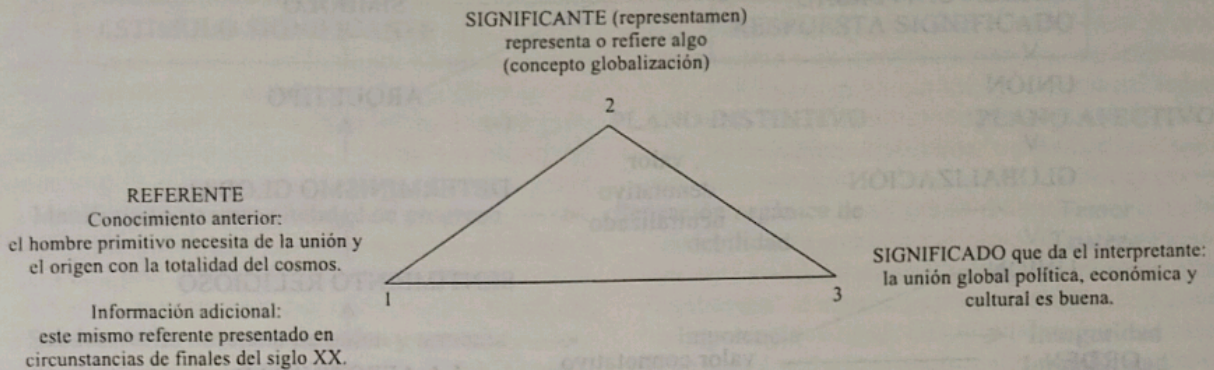 SIGNIFICANTE (representamen)
representa o refiere algo
(concepto globalización)
2
REFERENTE
Conocimiento anterior:
el hombre primitivo necesita de la unión y
el origen con la totalidad del cosmos.
1
Información adicional:
este mismo referente presentado en
circunstancias de finales del siglo XX.
3
SIGNIFICADO que da el interpretante:
la unión global política, económica y
cultural es buena.